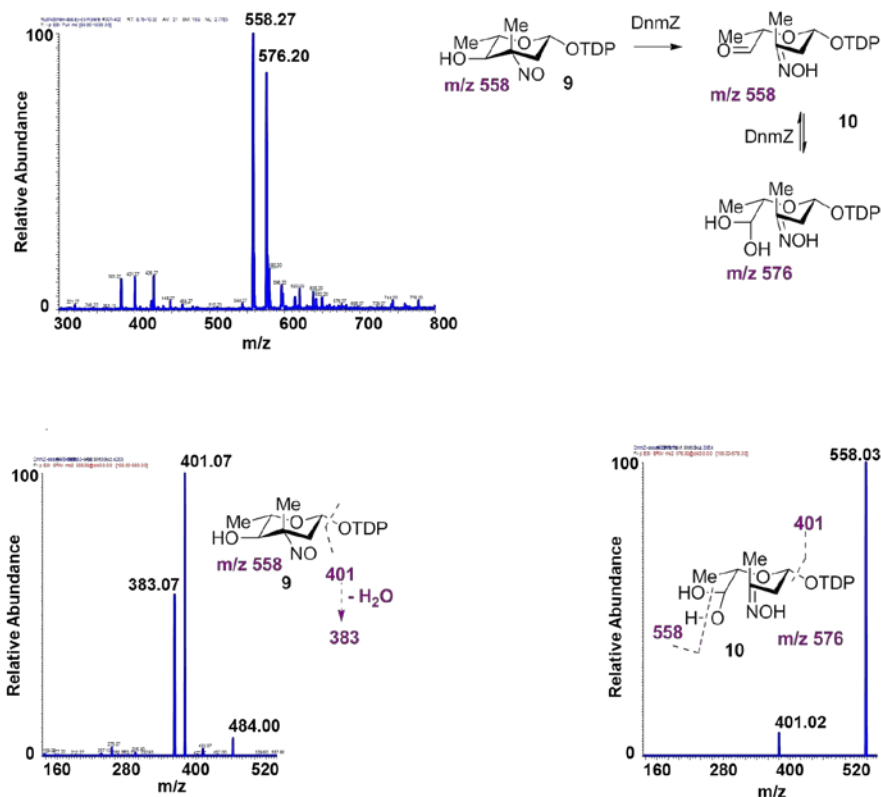 558.27
576.20
100
0
Relative Abundance
300 400 500 600 700 800
m/z
Me
Me
O
OTDP
HO
NO
m/z 558 9
DnmZ
Me
Me
O
OTDP
O
NOH
m/z 558
10
DnmZ
Me
Me
O
OTDP
HO
OH
NOH
m/z 576
100
401.07
383.07
484.00
0
Relative Abundance
160 280 400 520
m/z
Me
Me
O
OTDP
HO
NO
m/z 558
9
401
- H₂O
383
100
558.03
401.02
0
Relative Abundance
160 280 400 520
m/z
401
Me
Me
O
OTDP
HO
H
O
NOH
558
10
m/z 576